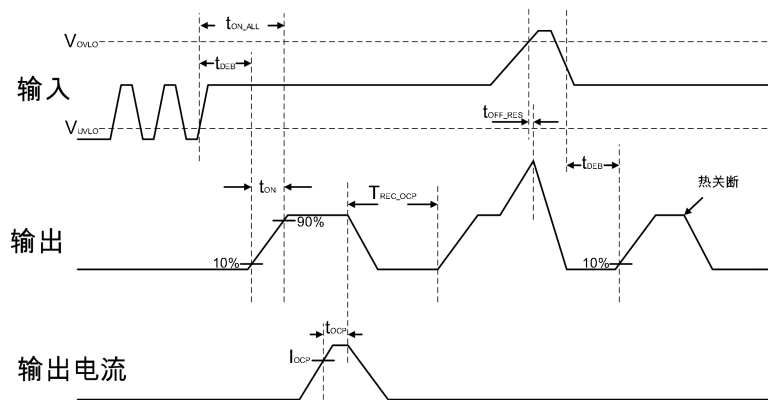 tON_ALL
VOVLO
tDEB
输入
tOFF_RES
VUVLO
tDEB
热关断
tON
TREC_OCP
90%
输出
10%
10%
tOCP
IOCP
输出电流